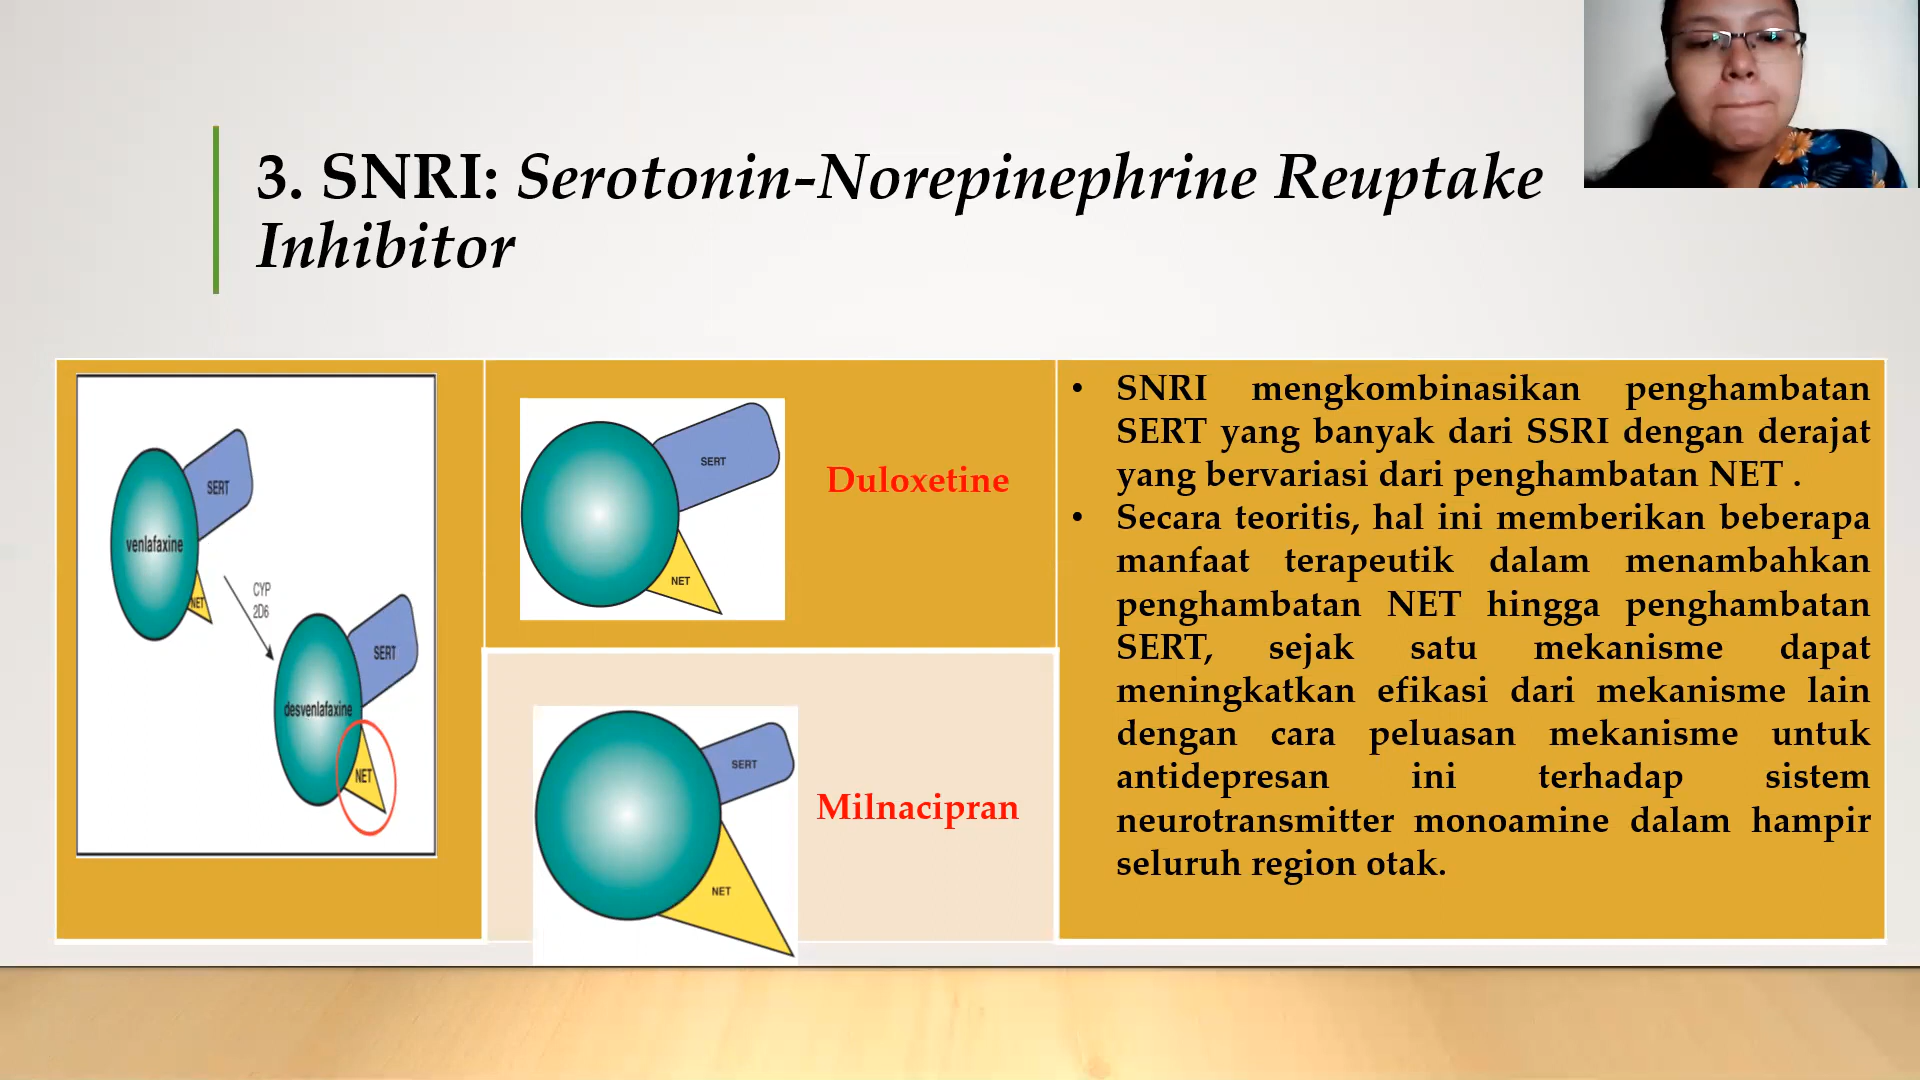 3. SNRI: Serotonin-Norepinephrine Reuptake
Inhibitor
SERT
venlafaxine
NET
CYP
2D6
SERT
desvenlafaxine
NET
SERT
NET
Duloxetine
SERT
NET
Milnacipran
• SNRI mengkombinasikan penghambatan
SERT yang banyak dari SSRI dengan derajat
yang bervariasi dari penghambatan NET .
• Secara teoritis, hal ini memberikan beberapa
manfaat terapeutik dalam menambahkan
penghambatan NET hingga penghambatan
SERT, sejak satu mekanisme dapat
meningkatkan efikasi dari mekanisme lain
dengan cara peluasan mekanisme untuk
antidepresan ini terhadap sistem
neurotransmitter monoamine dalam hampir
seluruh region otak.